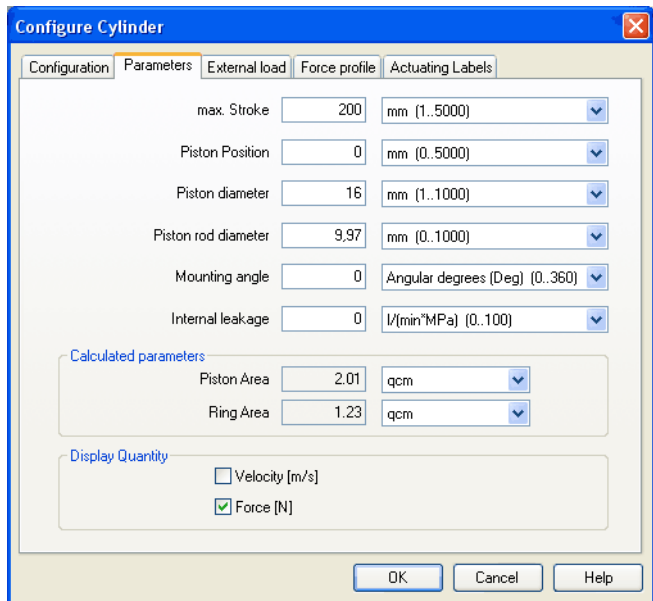 Configure Cylinder
Configuration Parameters External load Force profile Actuating Labels
max. Stroke 200 mm (1..5000)
Piston Position 0 mm (0..5000)
Piston diameter 16 mm (1..1000)
Piston rod diameter 9,97 mm (0..1000)
Mounting angle 0 Angular degrees (Deg) (0..360)
Internal leakage 0 l/(min*MPa) (0..100)
Calculated parameters
Piston Area 2.01 qcm
Ring Area 1.23 qcm
Display Quantity
Velocity [m/s]
Force [N]
OK Cancel Help